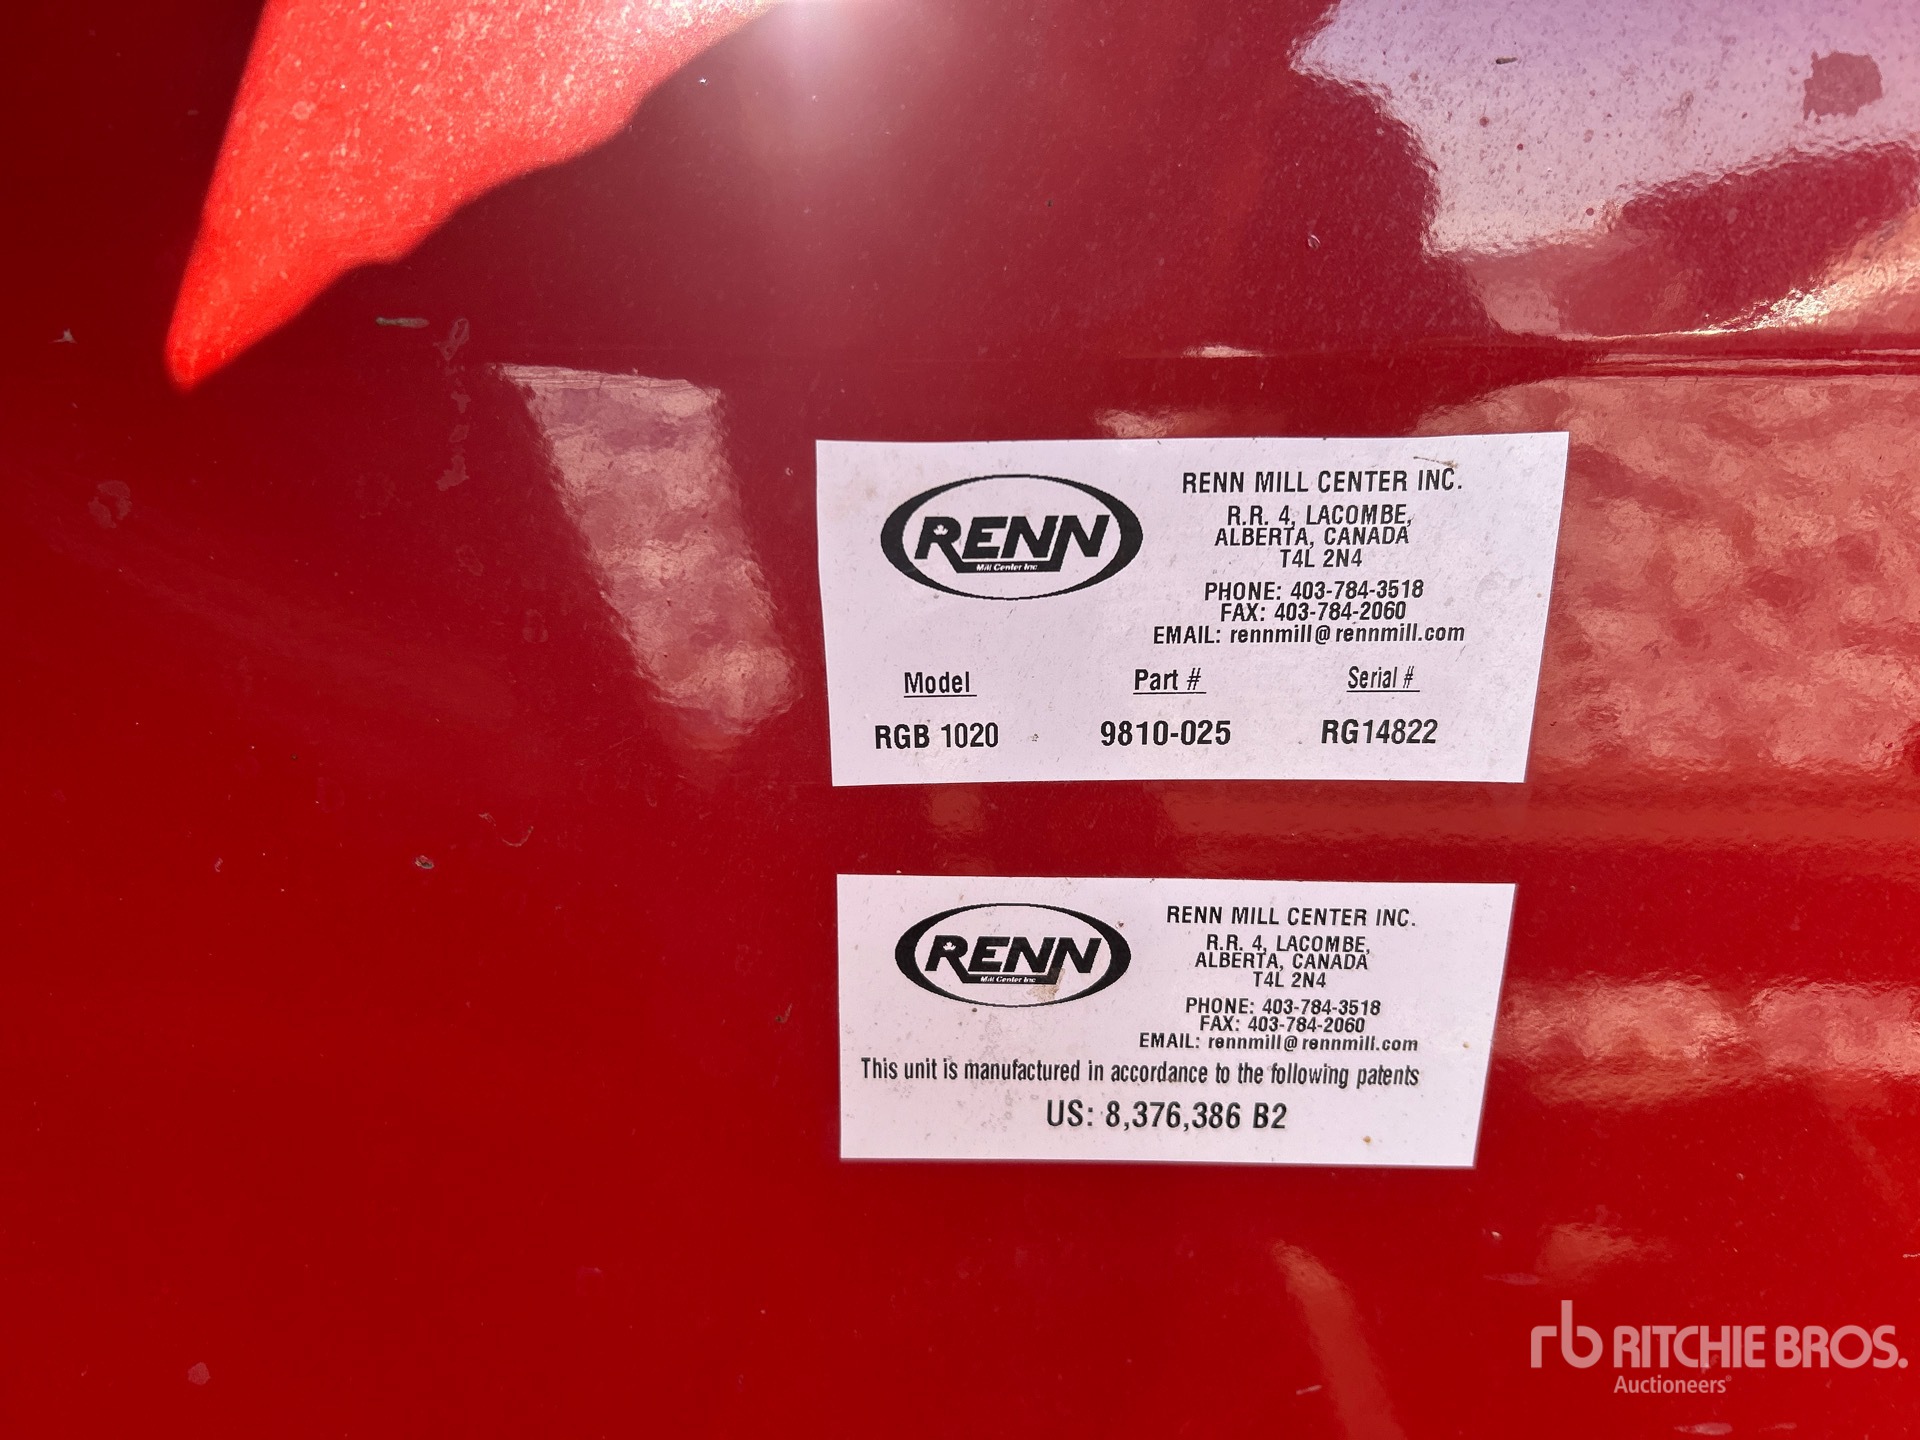 RENN
Mill Center Inc
RENN MILL CENTER INC.
R.R. 4, LACOMBE,
ALBERTA, CANADA
T4L 2N4
PHONE: 403-784-3518
FAX: 403-784-2060
EMAIL: rennmill@rennmill.com
Model Part # Serial #
RGB 1020 9810-025 RG14822
RENN
Mill Center Inc
RENN MILL CENTER INC.
R.R. 4, LACOMBE,
ALBERTA, CANADA
T4L 2N4
PHONE: 403-784-3518
FAX: 403-784-2060
EMAIL: rennmill@rennmill.com
This unit is manufactured in accordance to the following patents
US: 8,376,386 B2
rb RITCHIE BROS.
Auctioneers®